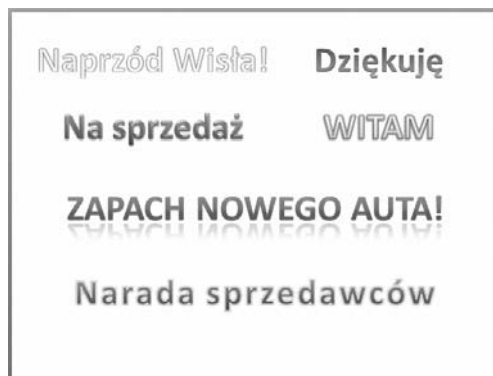 Naprzód Wisła! Dziękuję
Na sprzedaż WITAM
ZAPACH NOWEGO AUTA!
Narada sprzedawców